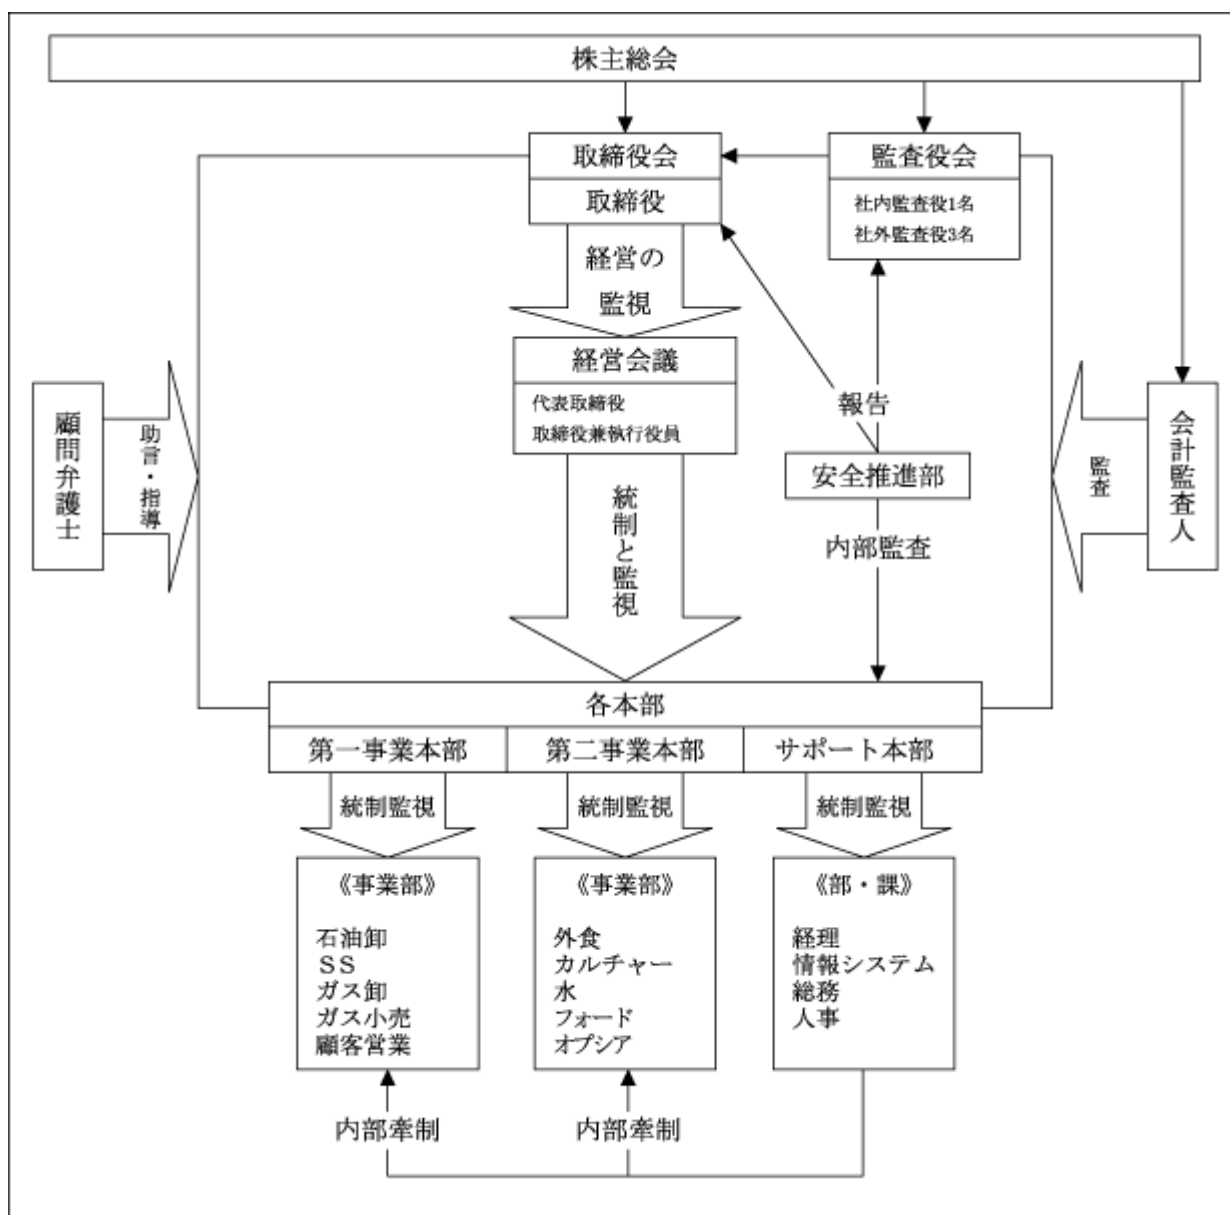 株主総会
取締役会
取締役
監査役会
社内監査役1名
社外監査役3名
経営の
監視
経営会議
代表取締役
取締役兼執行役員
顧問弁護士
助言・指導
報告
安全推進部
内部監査
監査
会計監査人
統制と監視
各本部
第一事業本部
第二事業本部
サポート本部
統制監視
統制監視
統制監視
《事業部》
石油卸
ＳＳ
ガス卸
ガス小売
顧客営業
《事業部》
外食
カルチャー
水
フォード
オプシア
《部・課》
経理
情報システム
総務
人事
内部牽制
内部牽制